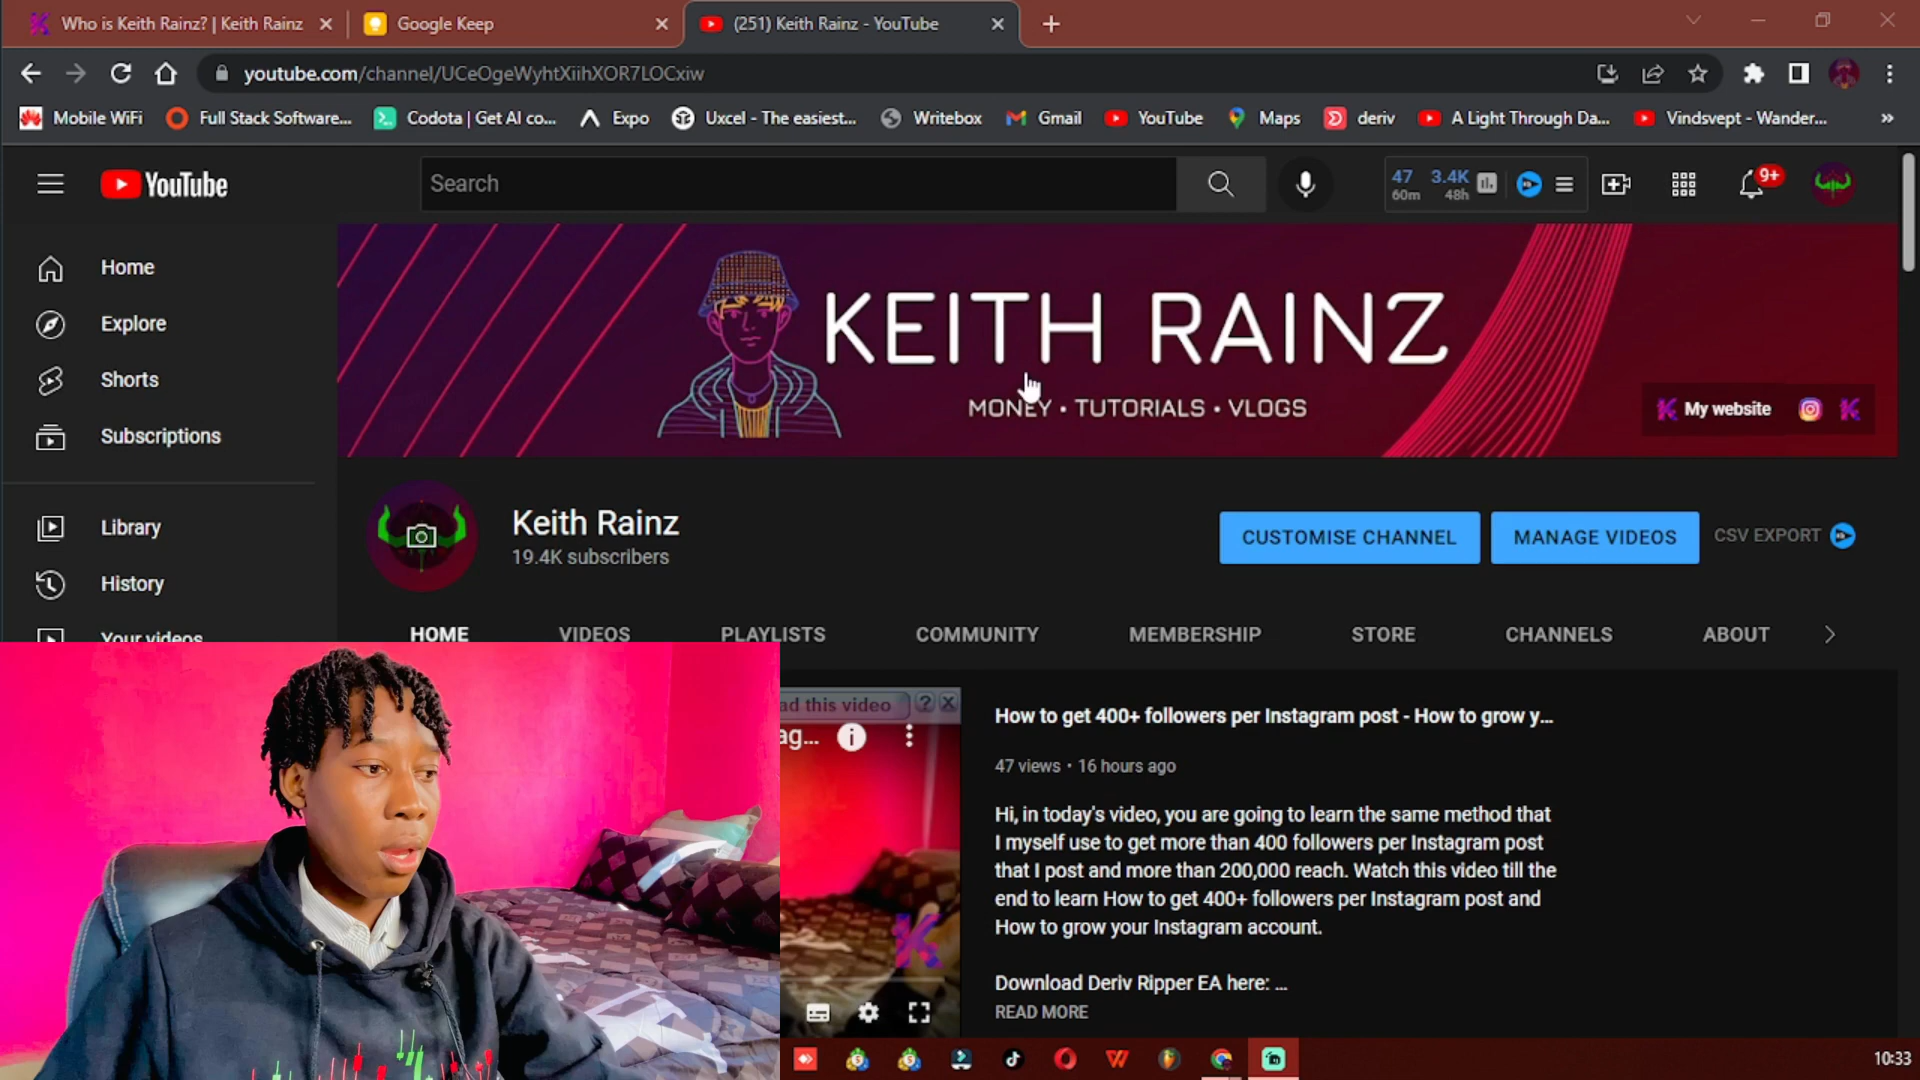 Who is Keith Rainz? | Keith Rainz
Google Keep
(251) Keith Rainz - YouTube
youtube.com/channel/UCeOgeWyhtXiihXOR7LOCxiw
Mobile WiFi
Full Stack Software...
Codota | Get AI co...
Expo
Uxcel - The easiest...
Writebox
Gmail
YouTube
Maps
deriv
A Light Through Da...
Vindsvept - Wander...
YouTube
Search
47
60m
3.4K
48h
9+
Home
Explore
Shorts
Subscriptions
Library
History
Your videos
KEITH RAINZ
MONEY • TUTORIALS • VLOGS
My website
Keith Rainz
19.4K subscribers
CUSTOMISE CHANNEL
MANAGE VIDEOS
CSV EXPORT
HOME
VIDEOS
PLAYLISTS
COMMUNITY
MEMBERSHIP
STORE
CHANNELS
ABOUT
ad this video
ag...
How to get 400+ followers per Instagram post - How to grow y...
47 views • 16 hours ago
Hi, in today's video, you are going to learn the same method that
I myself use to get more than 400 followers per Instagram post
that I post and more than 200,000 reach. Watch this video till the
end to learn How to get 400+ followers per Instagram post and
How to grow your Instagram account.
Download Deriv Ripper EA here: ...
READ MORE
10:33